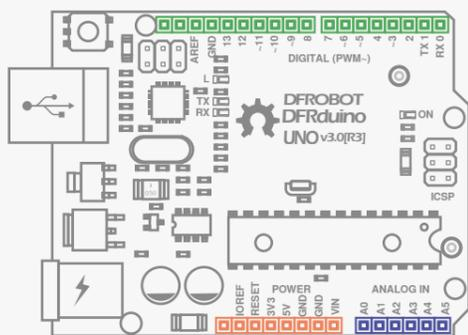 AREF
GND
13
12
~11
~10
~9
8
7
~6
~5
4
~3
2
TX 1
RX 0
DIGITAL (PWM~)
L
TX
RX
DFROBOT
DFRduino
UNO v3.0[R3]
ON
ICSP
IOREF
RESET
3V3
5V
GND
GND
VIN
POWER
ANALOG IN
A0
A1
A2
A3
A4
A5